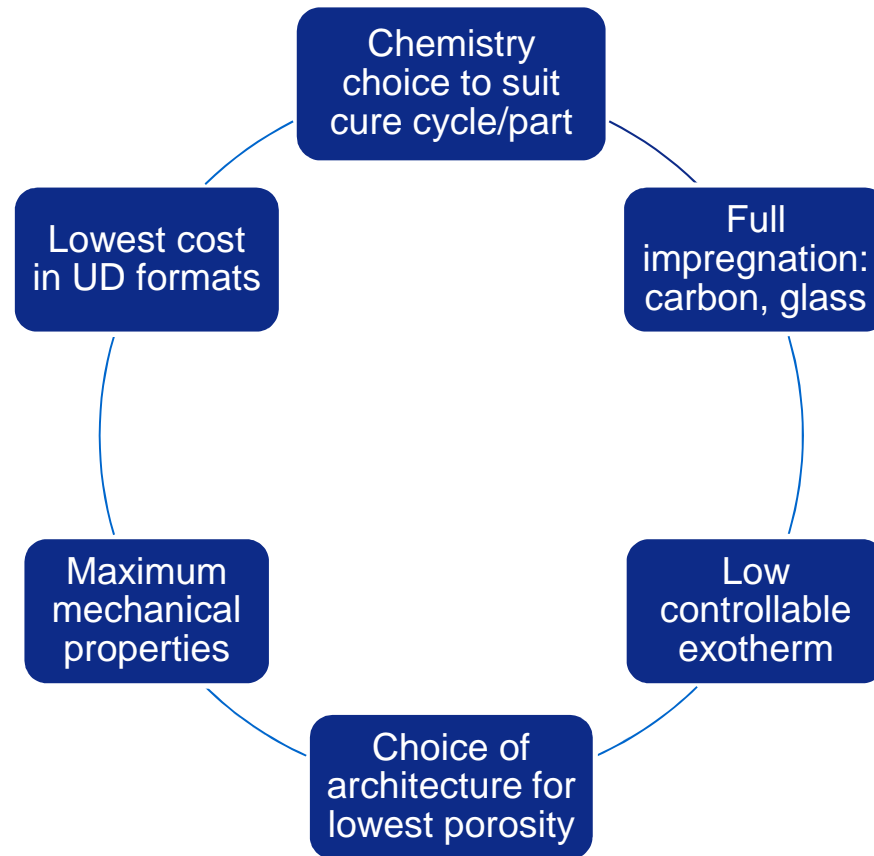 Chemistry
choice to suit
cure cycle/part
Full
impregnation:
carbon, glass
Low
controllable
exotherm
Choice of
architecture for
lowest porosity
Maximum
mechanical
properties
Lowest cost
in UD formats